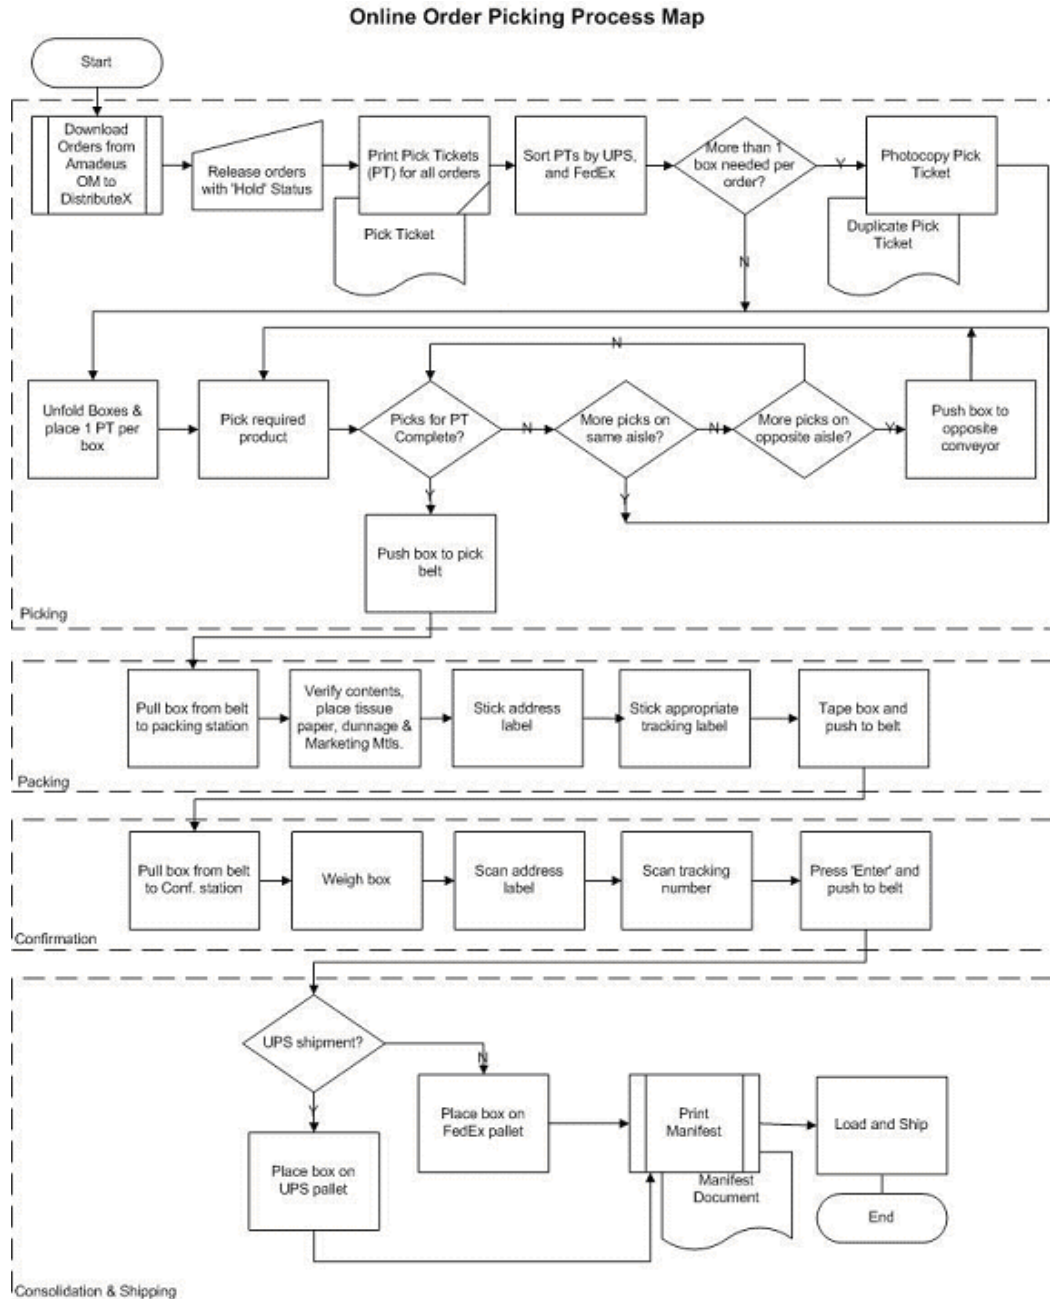 Online Order Picking Process Map
Start
Download
Orders from
Amadeus
OM to
DistributeX
Release orders
with 'Hold' Status
Print Pick Tickets
(PT) for all orders
Pick Ticket
Sort PTs by UPS,
and FedEx
More than 1
box needed per
order?
Y
N
Photocopy Pick
Ticket
Duplicate Pick
Ticket
Unfold Boxes &
place 1 PT per
box
Pick required
product
Picks for PT
Complete?
N
Y
More picks on
same aisle?
N
Y
More picks on
opposite aisle?
N
Y
Push box to
opposite
conveyor
Push box to pick
belt
Picking
Pull box from belt
to packing station
Verify contents,
place tissue
paper, dunnage &
Marketing Mtls.
Stick address
label
Stick appropriate
tracking label
Tape box and
push to belt
Packing
Pull box from belt
to Conf. station
Weigh box
Scan address
label
Scan tracking
number
Press 'Enter' and
push to belt
Confirmation
UPS shipment?
N
Y
Place box on
FedEx pallet
Place box on
UPS pallet
Print
Manifest
Manifest
Document
Load and Ship
End
Consolidation & Shipping